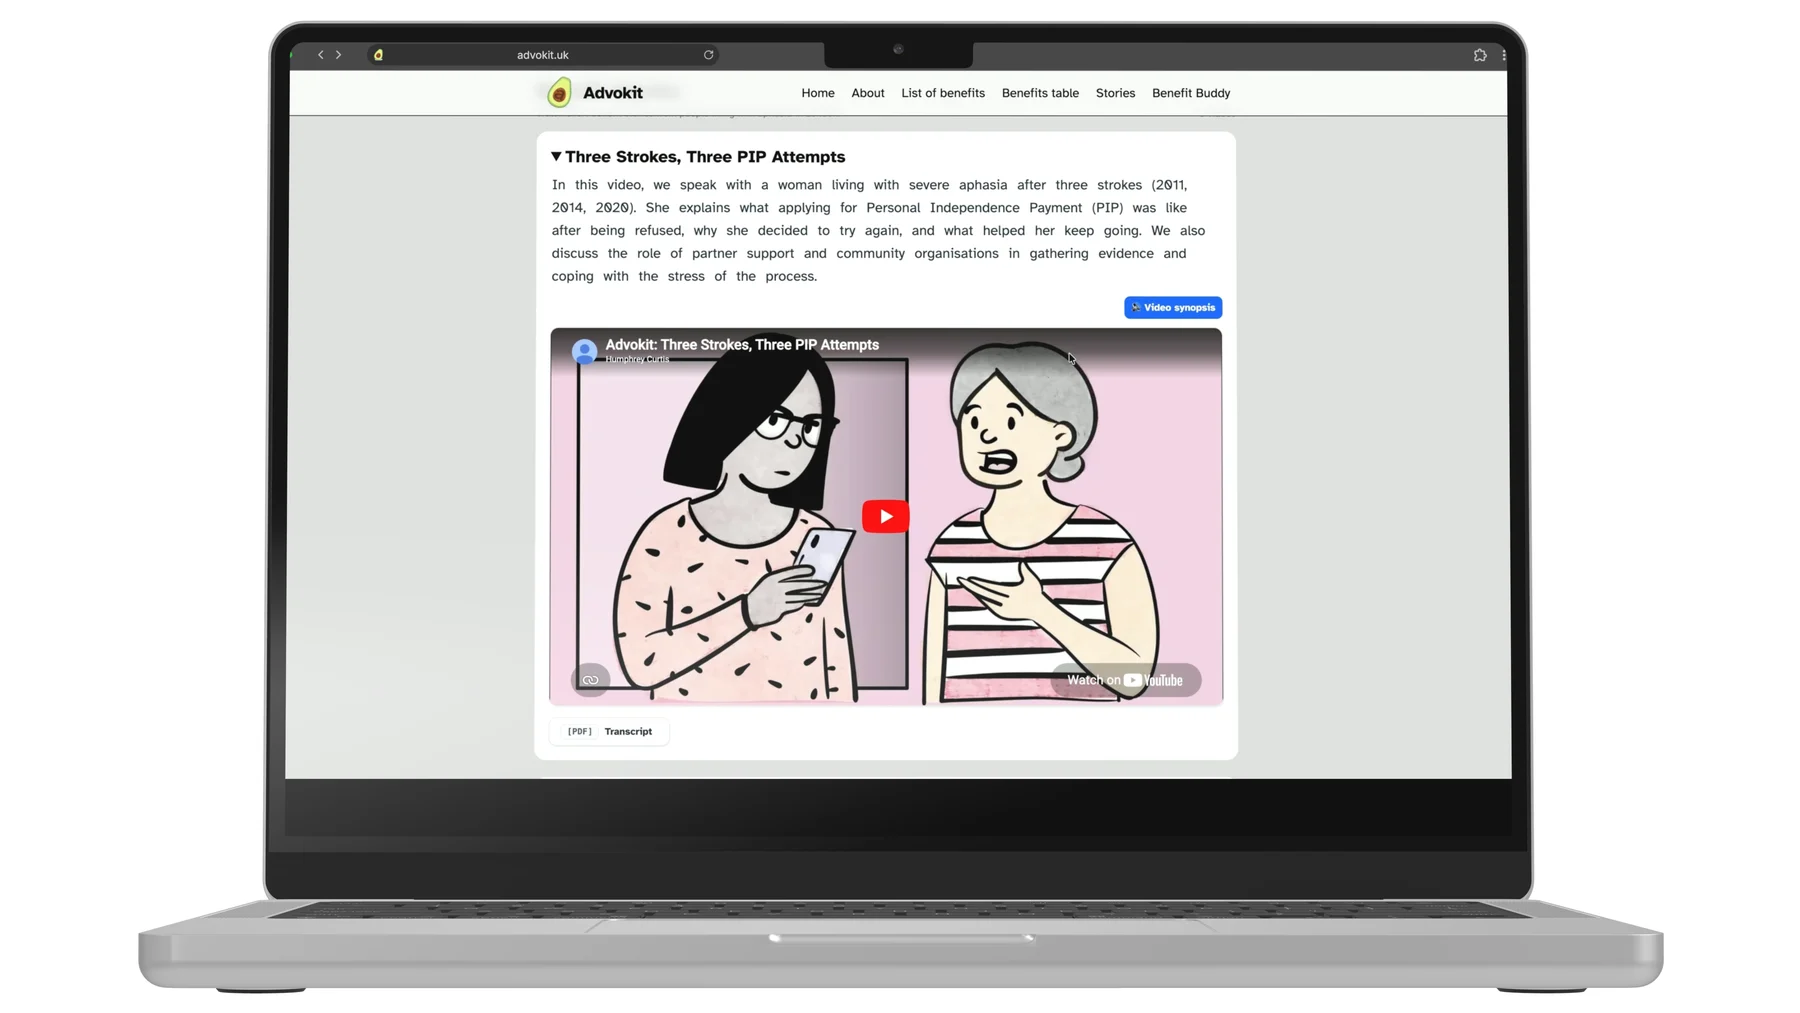 advokit.uk
Advokit
Home About List of benefits Benefits table Stories Benefit Buddy
▼ Three Strokes, Three PIP Attempts
In this video, we speak with a woman living with severe aphasia after three strokes (2011,
2014, 2020). She explains what applying for Personal Independence Payment (PIP) was like
after being refused, why she decided to try again, and what helped her keep going. We also
discuss the role of partner support and community organisations in gathering evidence and
coping with the stress of the process.
Video synopsis
Advokit: Three Strokes, Three PIP Attempts
Humphrey Curtis
Watch on YouTube
[PDF] Transcript